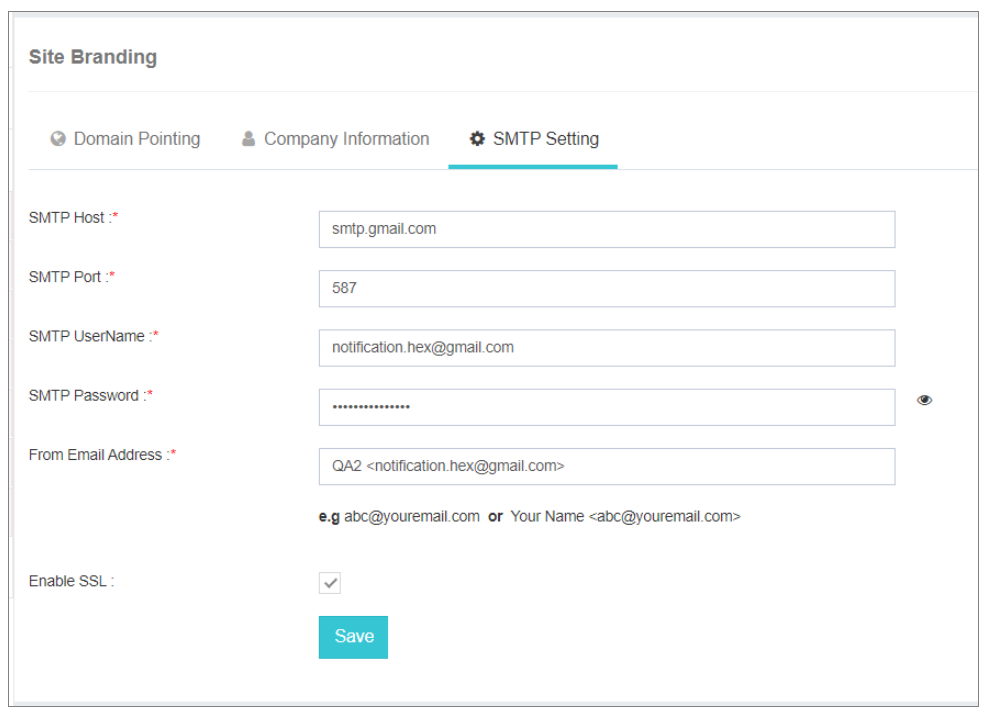 Site Branding
Domain Pointing Company Information SMTP Setting
SMTP Host :* smtp.gmail.com
SMTP Port :* 587
SMTP UserName :* notification.hex@gmail.com
SMTP Password :* •••••••••••••••
From Email Address :* QA2 <notification.hex@gmail.com>
e.g abc@youremail.com or Your Name <abc@youremail.com>
Enable SSL :
Save